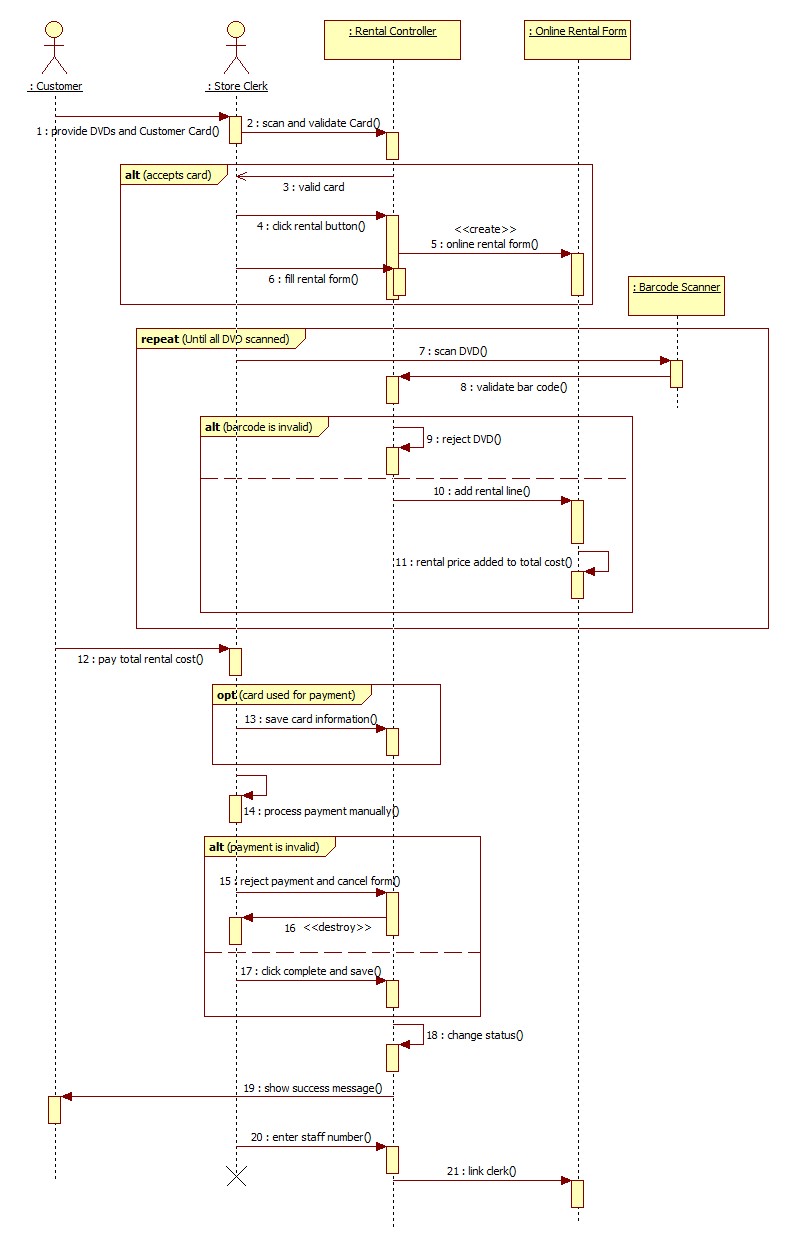 : Rental Controller
: Online Rental Form
: Customer
: Store Clerk
1 : provide DVDs and Customer Card()
2 : scan and validate Card()
alt (accepts card)
3 : valid card
4 : click rental button()
<<create>>
5 : online rental form()
6 : fill rental form()
: Barcode Scanner
repeat (Until all DVD scanned)
7 : scan DVD()
8 : validate bar code()
alt (barcode is invalid)
9 : reject DVD()
10 : add rental line()
11 : rental price added to total cost()
12 : pay total rental cost()
opt (card used for payment)
13 : save card information()
14 : process payment manually()
alt (payment is invalid)
15 : reject payment and cancel form()
16 <<destroy>>
17 : click complete and save()
18 : change status()
19 : show success message()
20 : enter staff number()
21 : link clerk()